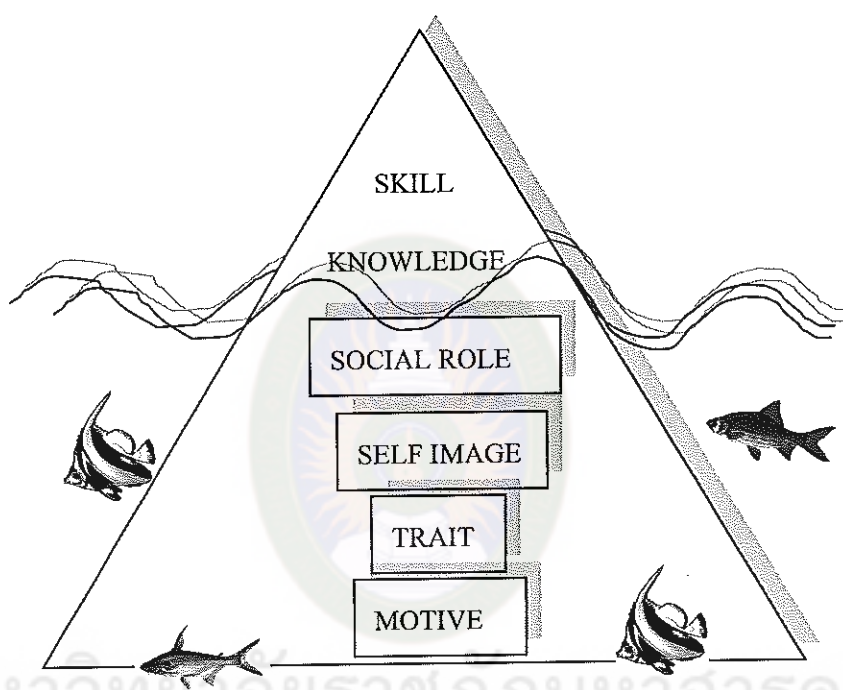 SKILL
KNOWLEDGE
SOCIAL ROLE
SELF IMAGE
TRAIT
MOTIVE